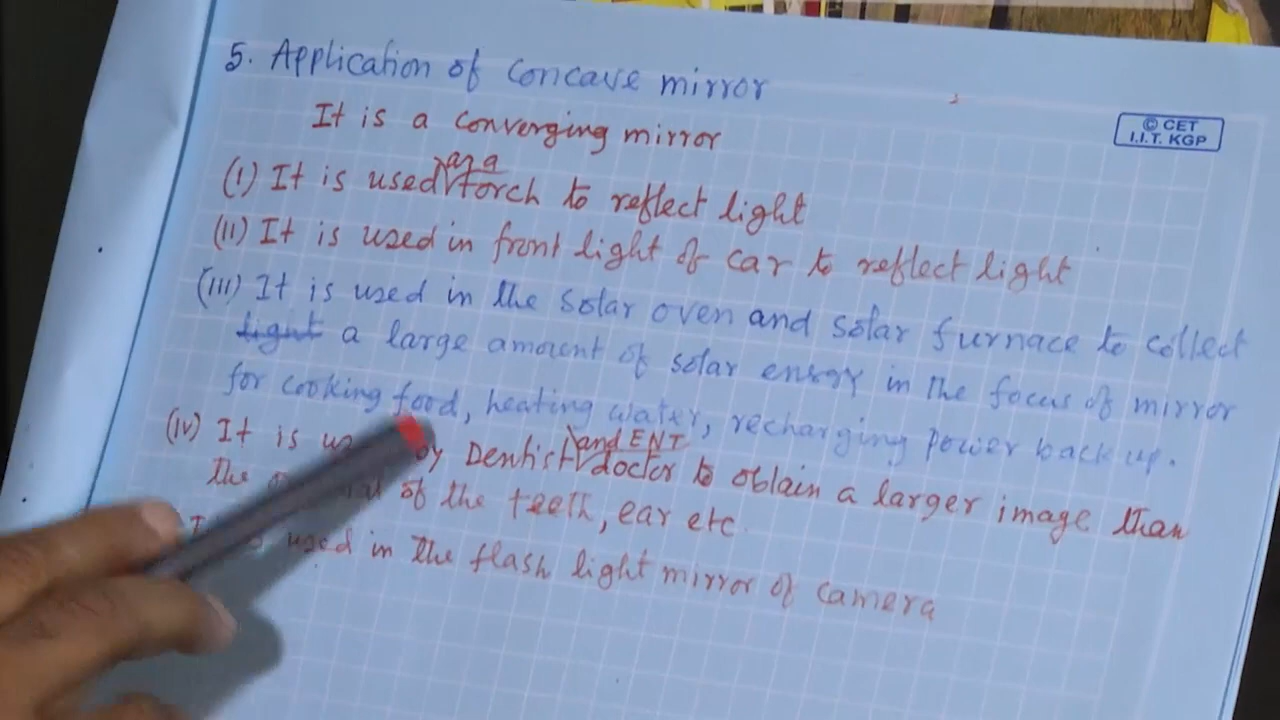 5. Application of Concave mirror
It is a converging mirror
© CET
I.I.T. KGP
(i) It is used as a torch to reflect light
(ii) It is used in front light of car to reflect light
(iii) It is used in the Solar oven and solar furnace to collect
light a large amount of solar energy in the focus of mirror
for cooking food, heating water, recharging power back up.
(iv) It is by Dentist and ENT doctor to obtain a larger image than
the of the teeth, ear etc.
used in the flash light mirror of camera